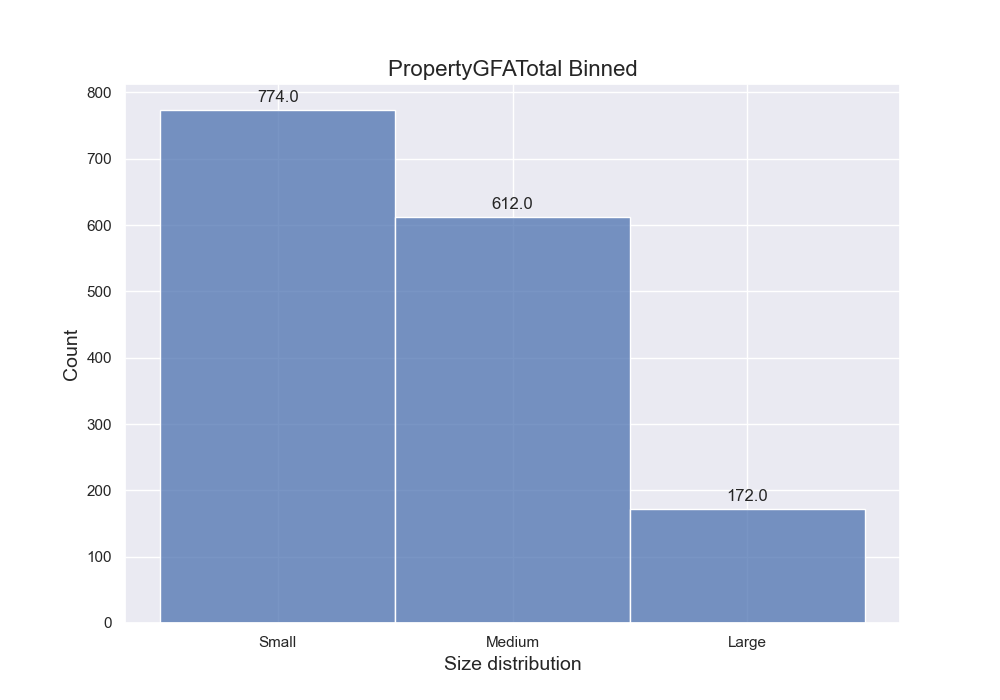 PropertyGFATotal Binned
800
700
600
500
400
300
200
100
0
Count
774.0
612.0
172.0
Small
Medium
Large
Size distribution